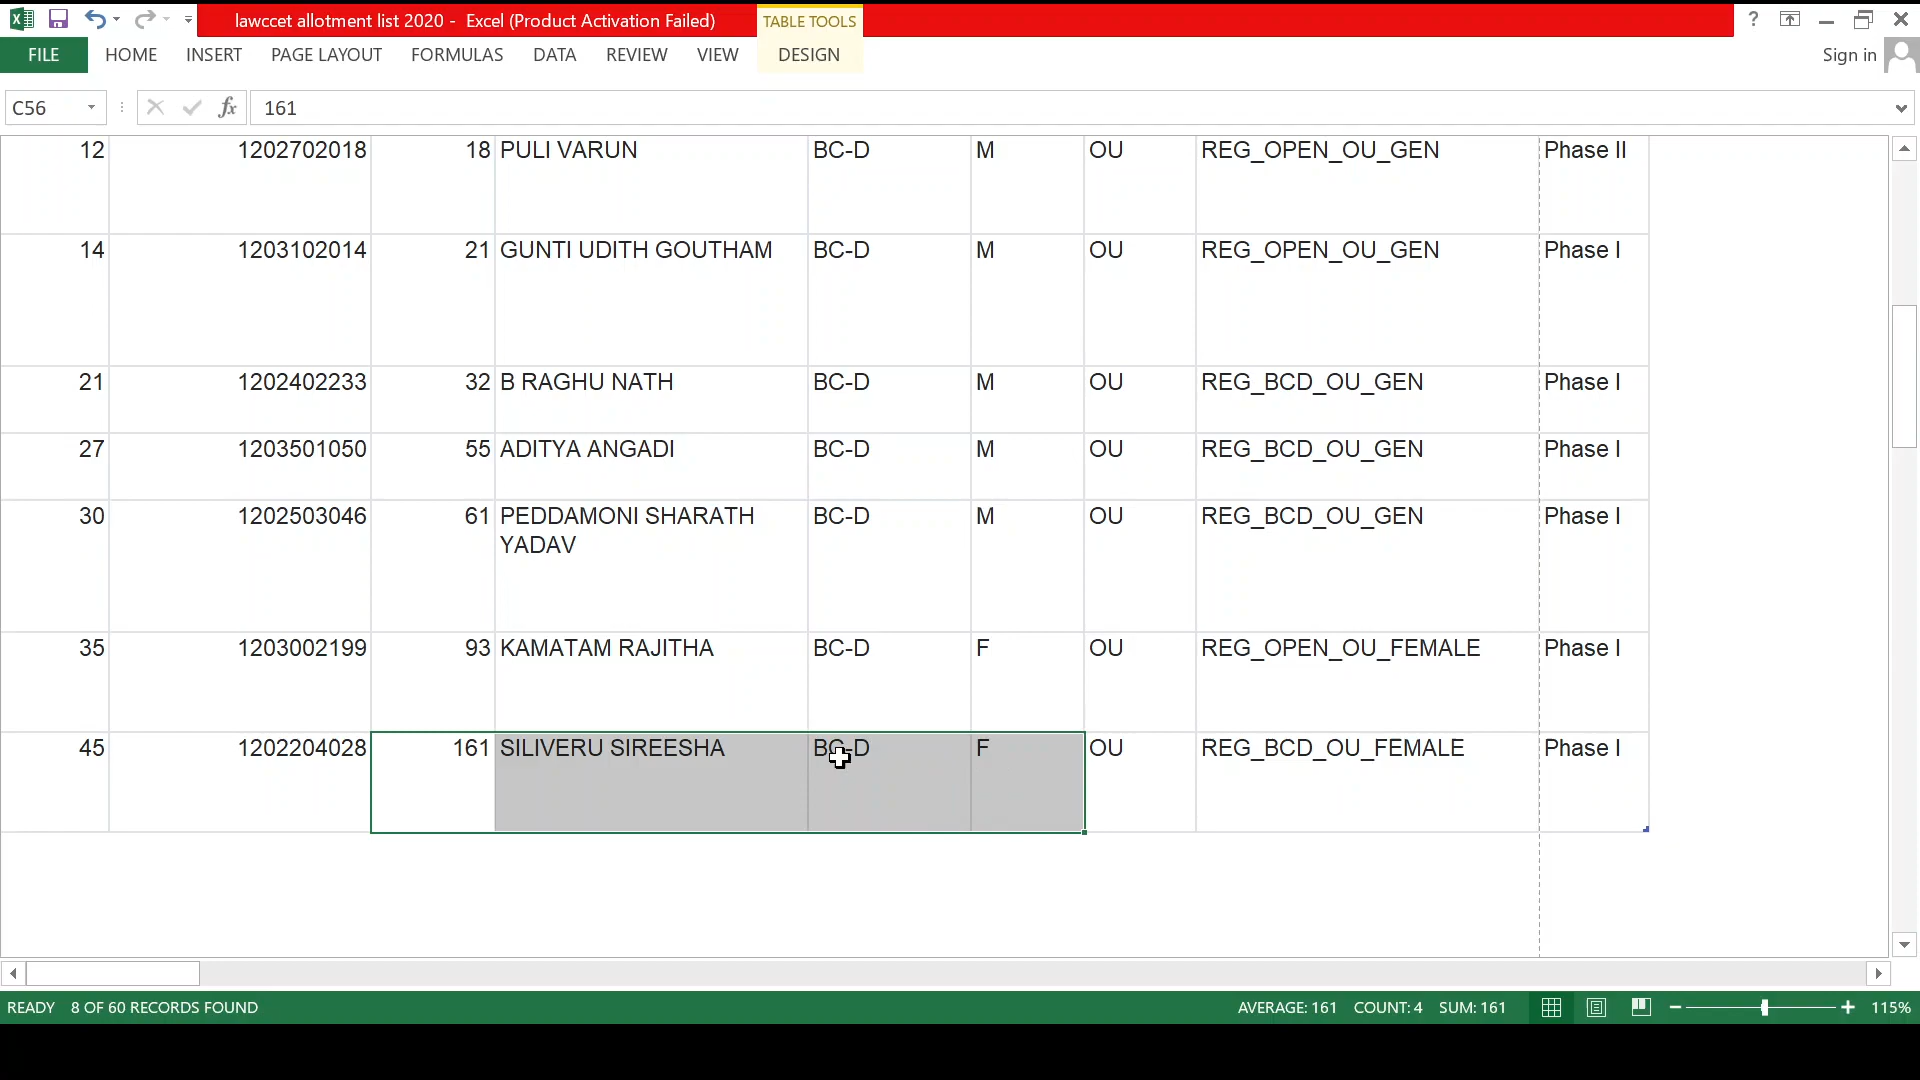 lawccet allotment list 2020 - Excel (Product Activation Failed) TABLE TOOLS ?
FILE HOME INSERT PAGE LAYOUT FORMULAS DATA REVIEW VIEW DESIGN Sign in
C56 fx 161
12 1202702018 18 PULI VARUN BC-D M OU REG_OPEN_OU_GEN Phase II
14 1203102014 21 GUNTI UDITH GOUTHAM BC-D M OU REG_OPEN_OU_GEN Phase I
21 1202402233 32 B RAGHU NATH BC-D M OU REG_BCD_OU_GEN Phase I
27 1203501050 55 ADITYA ANGADI BC-D M OU REG_BCD_OU_GEN Phase I
30 1202503046 61 PEDDAMONI SHARATH BC-D M OU REG_BCD_OU_GEN Phase I
YADAV
35 1203002199 93 KAMATAM RAJITHA BC-D F OU REG_OPEN_OU_FEMALE Phase I
45 1202204028 161 SILIVERU SIREESHA BC-D F OU REG_BCD_OU_FEMALE Phase I
READY 8 OF 60 RECORDS FOUND AVERAGE: 161 COUNT: 4 SUM: 161 115%